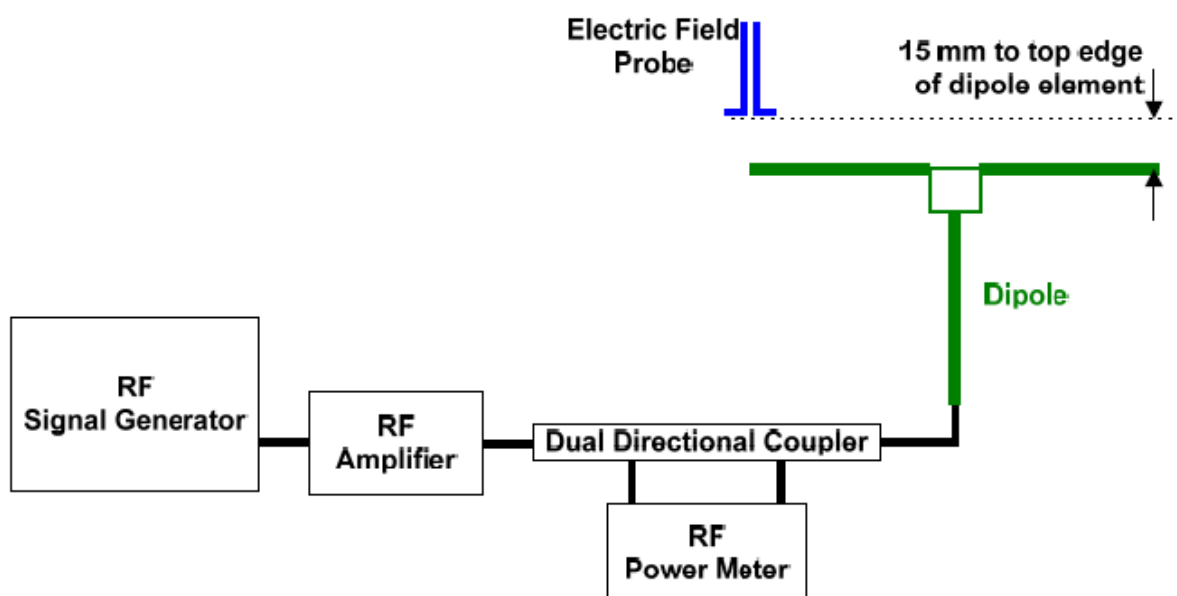 Electric Field
Probe
15 mm to top edge
of dipole element
Dipole
RF
Signal Generator
RF
Amplifier
Dual Directional Coupler
RF
Power Meter